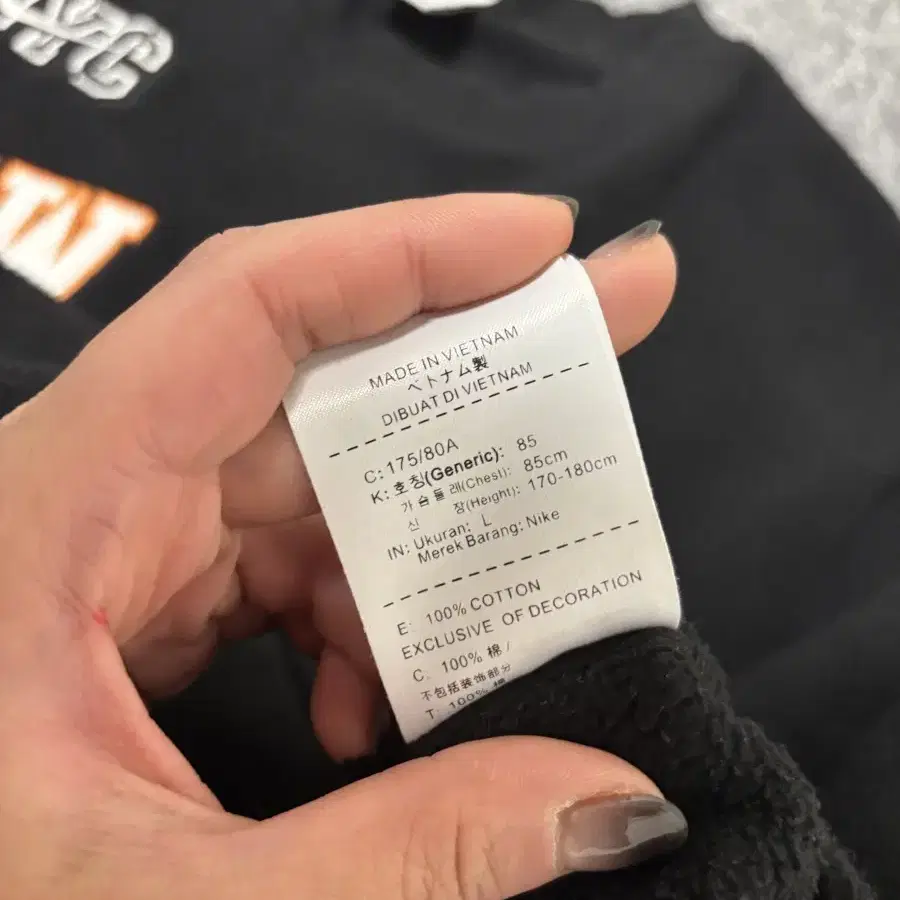 MADE IN VIETNAM
ベトナム製
DIBUAT DI VIETNAM
C: 175/80A
K: 호칭(Generic): 85
가슴둘레(Chest): 85cm
신 장(Height): 170-180cm
IN: Ukuran: L
Merek Barang: Nike
E: 100% COTTON
EXCLUSIVE OF DECORATION
C. 100% 棉 /
不包括装饰部分
T: 100% 棉